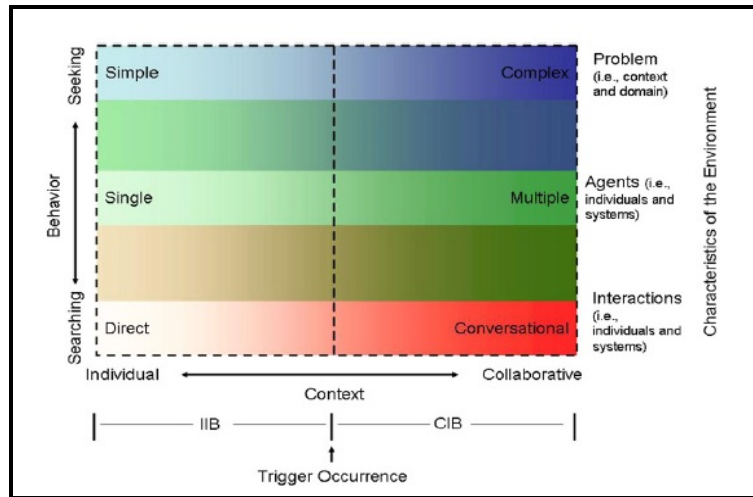 Seeking
Behavior
Searching
Simple
Complex
Single
Multiple
Direct
Conversational
Problem
(i.e., context
and domain)
Agents (i.e.,
individuals and
systems)
Interactions
(i.e.,
individuals and
systems)
Characteristics of the Environment
Individual
Collaborative
Context
IIB
CIB
Trigger Occurrence